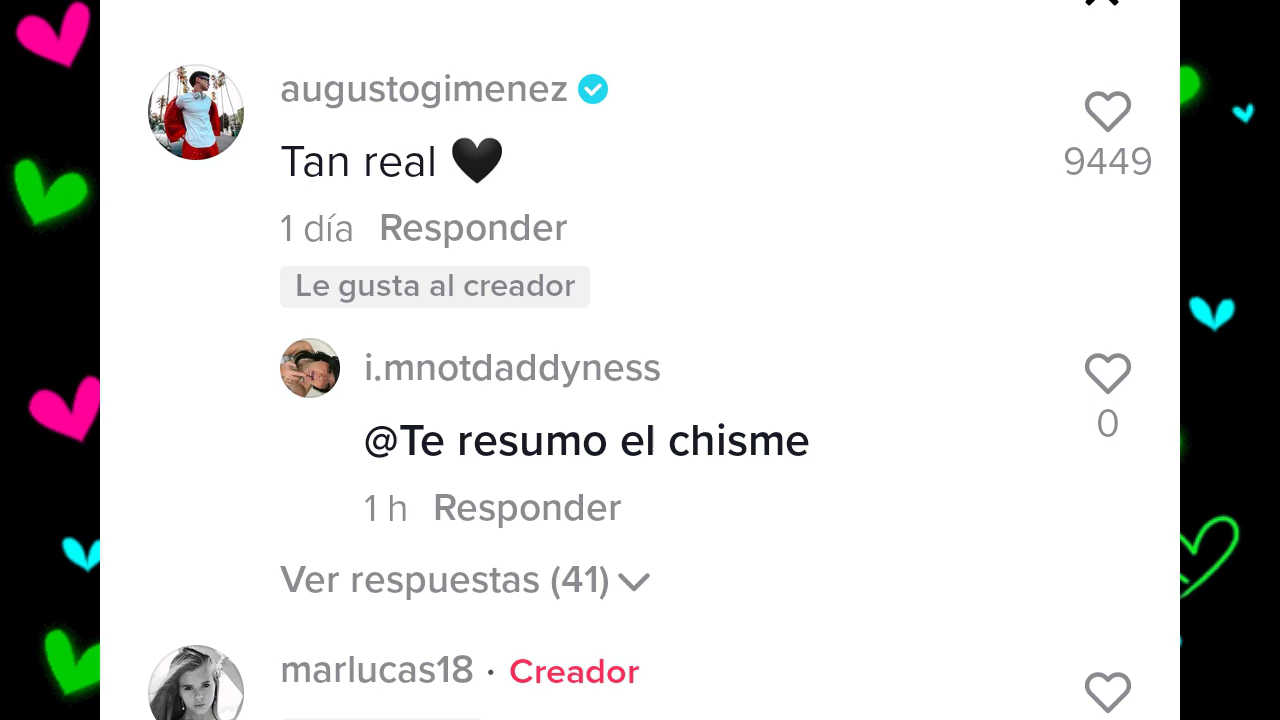 augustogimenez
9449
Tan real 🖤
1 día Responder
Le gusta al creador
i.mnotdaddyness
0
@Te resumo el chisme
1 h Responder
Ver respuestas (41)
marlucas18 · Creador